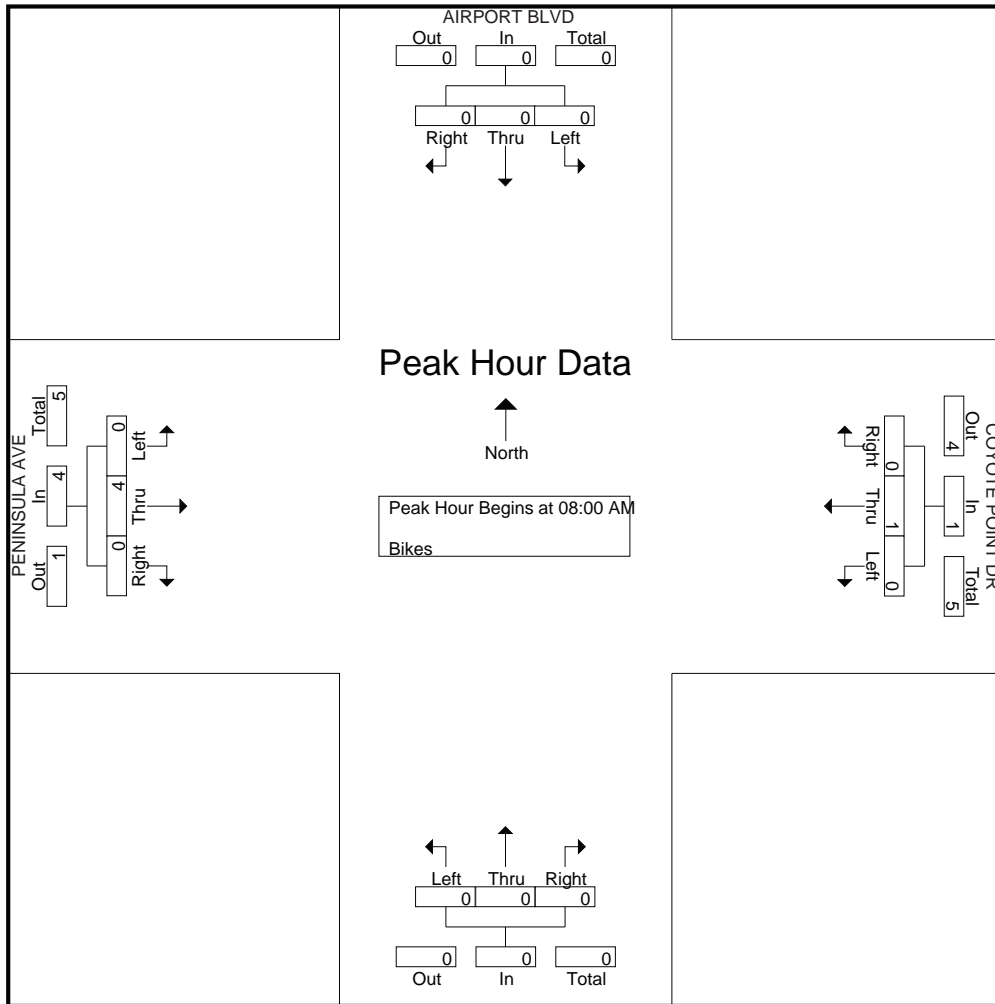 AIRPORT BLVD
Out In Total
0 0 0
0 0 0
Right Thru Left
Peak Hour Data
North
Peak Hour Begins at 08:00 AM
Bikes
PENINSULA AVE
Out In Total
1 4 5
0 4 0
Right Thru Left
COYOTE POINT DR
Out In Total
4 1 5
0 1 0
Right Thru Left
Left Thru Right
0 0 0
0 0 0
Out In Total